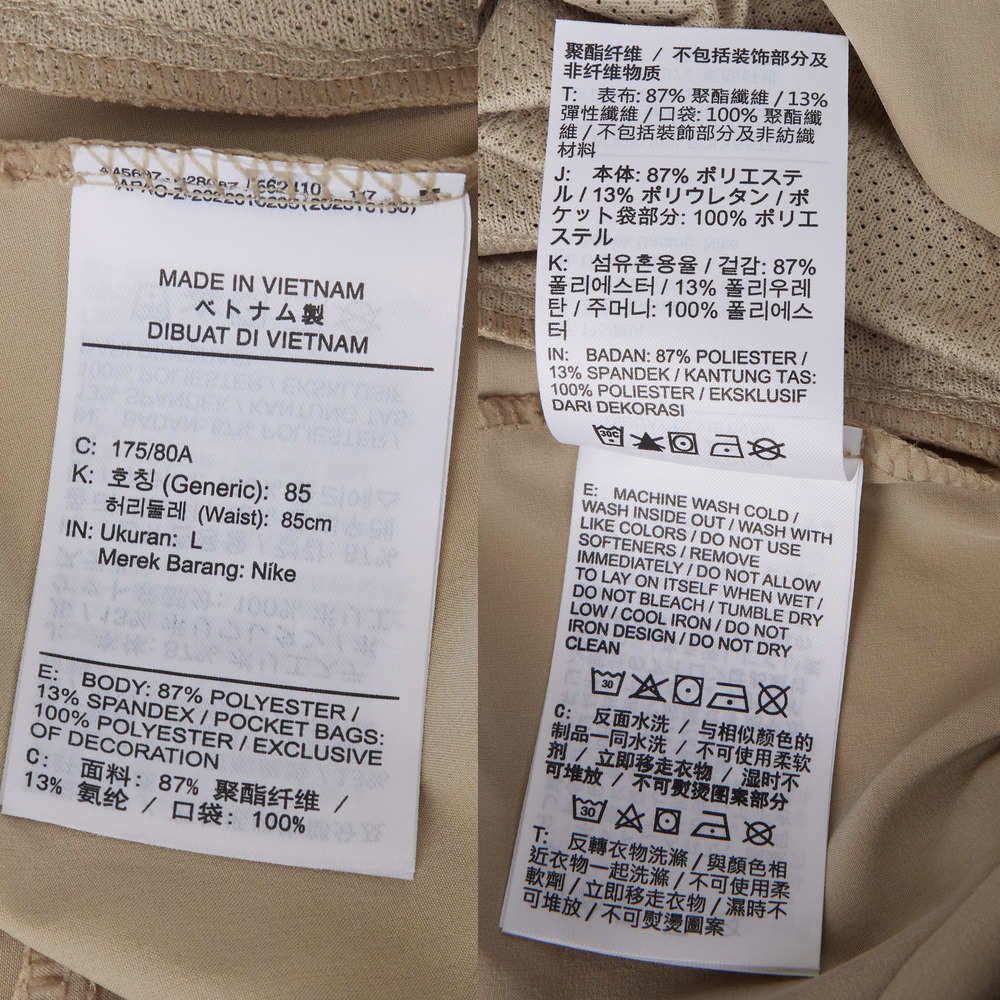 MADE IN VIETNAM
ベトナム製
DIBUAT DI VIETNAM
C: 175/80A
K: 호칭 (Generic): 85
허리둘레 (Waist): 85cm
IN: Ukuran: L
Merek Barang: Nike
E: BODY: 87% POLYESTER /
13% SPANDEX / POCKET BAGS:
100% POLYESTER / EXCLUSIVE
OF DECORATION
C: 面料: 87% 聚酯纤维 /
13% 氨纶 / 口袋: 100%
聚酯纤维 / 不包括装饰部分及
非纤维物质
T: 表布: 87% 聚酯纖維 / 13%
彈性纖維 / 口袋: 100% 聚酯纖
維 / 不包括裝飾部分及非紡織
材料
J: 本体: 87% ポリエステ
ル / 13% ポリウレタン / ポ
ケット袋部分: 100% ポリエ
ステル
K: 섬유혼용율 / 겉감: 87%
폴리에스터 / 13% 폴리우레
탄 / 주머니: 100% 폴리에스
터
IN: BADAN: 87% POLIESTER /
13% SPANDEK / KANTUNG TAS:
100% POLIESTER / EKSKLUSIF
DARI DEKORASI
30C
E: MACHINE WASH COLD /
WASH INSIDE OUT / WASH WITH
LIKE COLORS / DO NOT USE
SOFTENERS / REMOVE
IMMEDIATELY / DO NOT ALLOW
TO LAY ON ITSELF WHEN WET /
DO NOT BLEACH / TUMBLE DRY
LOW / COOL IRON / DO NOT
IRON DESIGN / DO NOT DRY
CLEAN
30
C: 反面水洗 / 与相似颜色的
制品一同水洗 / 不可使用柔软
剂 / 立即移走衣物 / 湿时不
可堆放 / 不可熨烫图案部分
30
T: 反轉衣物洗滌 / 與顏色相
近衣物一起洗滌 / 不可使用柔
軟劑 / 立即移走衣物 / 濕時不
可堆放 / 不可熨燙圖案